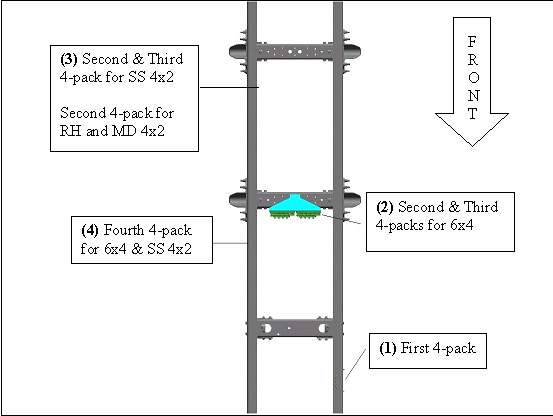 (3) Second & Third
4-pack for SS 4x2
Second 4-pack for
RH and MD 4x2
FRONT
(2) Second & Third
4-packs for 6x4
(4) Fourth 4-pack
for 6x4 & SS 4x2
(1) First 4-pack